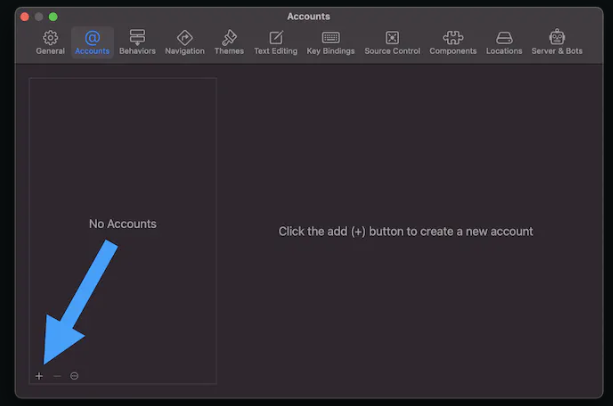 Accounts
General Accounts Behaviors Navigation Themes Text Editing Key Bindings Source Control Components Locations Server & Bots
No Accounts
Click the add (+) button to create a new account